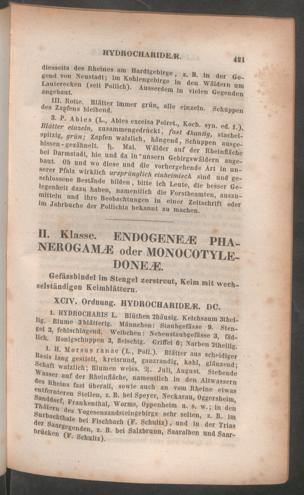 HYDROCHARIDEÆ. 421
diesseits des Rheines am Hardtgebirge, z. B. in der Ge-
gend von Neustadt; im Kohlengebirge in den Wäldern um
Lauterecken (seit Pollich). Ausserdem in vielen Gegenden
angebaut.
III. Rotte. Blätter immer grün, alle einzeln. Schuppen
des Zapfens bleibend.
3. P. Abies (L., Abies excelsa Poiret., Koch. syn. ed. 1.),
Blätter einzeln, zusammengedrückt, fast 4kantig, stachel-
spitzig, grün; Zapfen walzlich, hängend, Schuppen ausge-
bissen-gezähnelt. ♄. Mai. Wälder auf der Rheinfläche
bei Darmstadt, hie und da in unsern Gebirgswäldern ange-
baut. Ob und wo diese und die vorhergehende Art in un-
serer Pfalz wirklich ursprünglich einheimisch sind und ge-
schlossene Bestände bilden, bitte ich Leute, die besser Ge-
legenheit dazu haben, namentlich die Forstbeamten, auszu-
mitteln und ihre Beobachtungen in einer Zeitschrift oder
im Jahrbuche der Pollichia bekannt zu machen.
II. Klasse. ENDOGENEÆ PHA-
NEROGAMÆ oder MONOCOTYLE-
DONEÆ.
Gefässbündel im Stengel zerstreut, Keim mit wech-
selständigen Keimblättern.
XCIV. Ordnung. HYDROCHARIDEÆ. DC.
1. HYDROCHARIS L. Blüthen 2häusig. Kelchsaum 3thei-
lig. Blume 3blätterig. Männchen: Staubgefässe 9. Sten-
gel 3, fehlschlagend. Weibchen: Nebenstaubgefässe 3, fäd-
lich. Honigschuppen 3, fleischig. Griffel 6; Narben 2theilig.
1. H. Morsus ranae (L., Poll.). Blätter aus scheidiger
Basis lang gestielt, kreisrund, ganzrandig, kahl, glänzend;
Schaft walzlich; Blumen weiss. ♃. Juli, August. Stehende
Wasser auf der Rheinfläche, namentlich in den Altwassern
des Rheins fast überall, sowie auch an vom Rheine etwas
entfernteren Stellen, z. B. bei Speyer, Neckarau, Oggersheim,
Sanddorf, Frankenthal, Worms, Oppenheim u. s. w.; in den
Thälern des Vogesensandsteingebirge sehr selten, z. B. im
Surbachthale bei Fischbach (F. Schultz), und in der Trias
der Saargegenden, z. B. bei Salzbrunn, Saaralben und Saar-
brücken (F. Schultz).